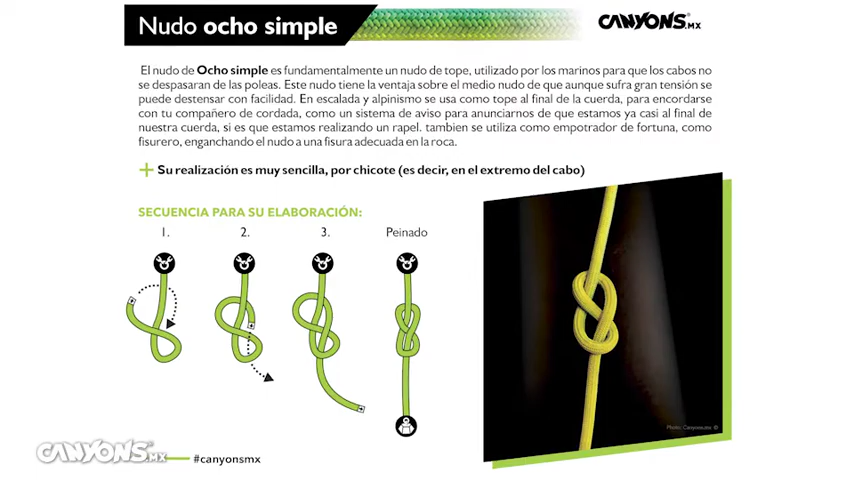 Nudo ocho simple
CANYONS.MX
El nudo de Ocho simple es fundamentalmente un nudo de tope, utilizado por los marinos para que los cabos no
se despasaran de las poleas. Este nudo tiene la ventaja sobre el medio nudo de que aunque sufra gran tensión se
puede destensar con facilidad. En escalada y alpinismo se usa como tope al final de la cuerda, para encordarse
con tu compañero de cordada, como un sistema de aviso para anunciarnos de que estamos ya casi al final de
nuestra cuerda, si es que estamos realizando un rapel. tambien se utiliza como empotrador de fortuna, como
fisurero, enganchando el nudo a una fisura adecuada en la roca.
+ Su realización es muy sencilla, por chicote (es decir, en el extremo del cabo)
SECUENCIA PARA SU ELABORACIÓN:
1. 2. 3. Peinado
Photo: Canyonsmx ©
CANYONS.MX
#canyonsmx